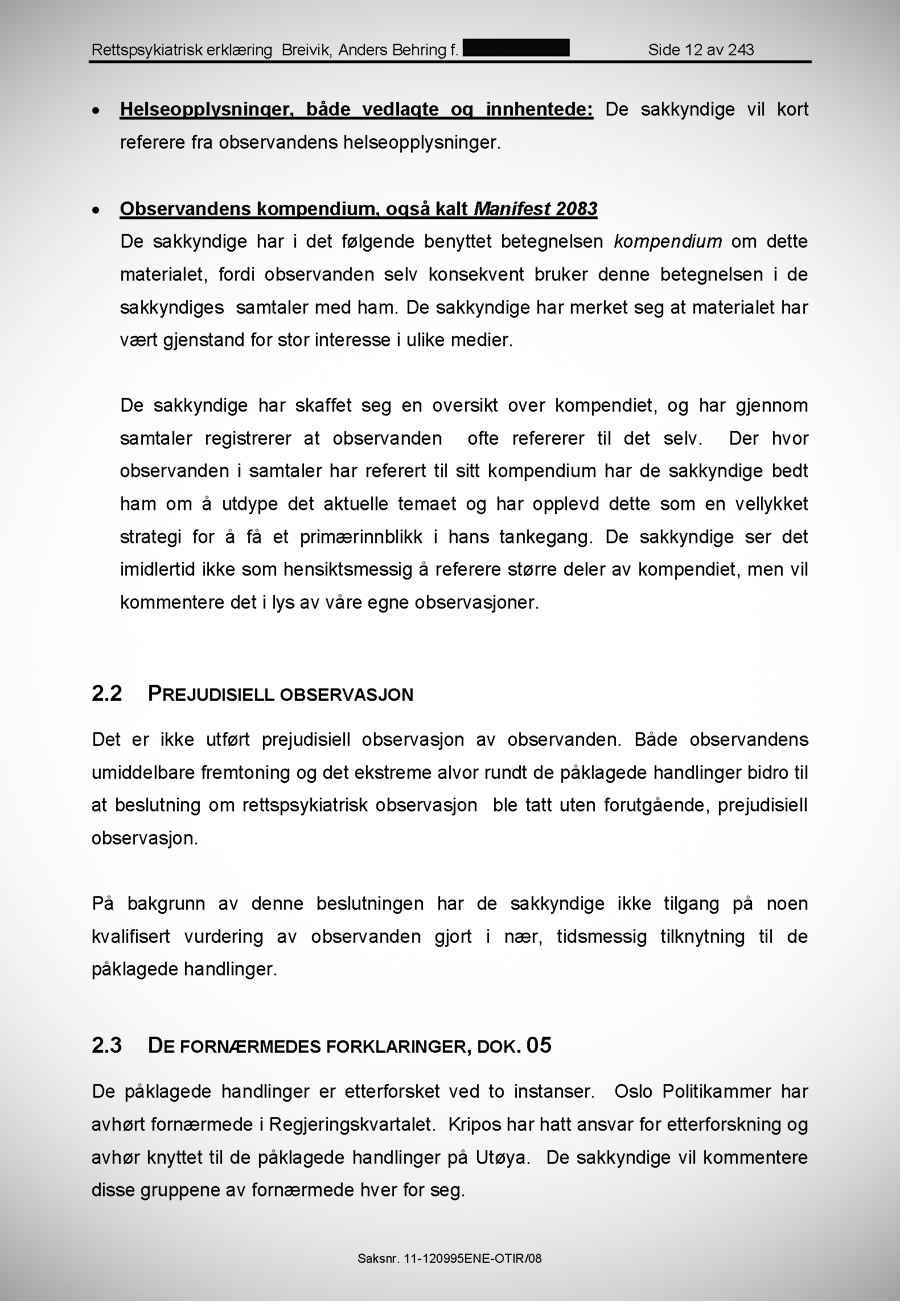 Rettspsykiatrisk erklæring Breivik, Anders Behring f. Side 12 av 243
• Helseopplysninger, både vedlagte og innhentede: De sakkyndige vil kort
referere fra observandens helseopplysninger.
• Observandens kompendium, også kalt Manifest 2083
De sakkyndige har i det følgende benyttet betegnelsen kompendium om dette
materialet, fordi observanden selv konsekvent bruker denne betegnelsen i de
sakkyndiges samtaler med ham. De sakkyndige har merket seg at materialet har
vært gjenstand for stor interesse i ulike medier.
De sakkyndige har skaffet seg en oversikt over kompendiet, og har gjennom
samtaler registrerer at observanden ofte refererer til det selv. Der hvor
observanden i samtaler har referert til sitt kompendium har de sakkyndige bedt
ham om å utdype det aktuelle temaet og har opplevd dette som en vellykket
strategi for å få et primærinnblikk i hans tankegang. De sakkyndige ser det
imidlertid ikke som hensiktsmessig å referere større deler av kompendiet, men vil
kommentere det i lys av våre egne observasjoner.
2.2 PREJUDISIELL OBSERVASJON
Det er ikke utført prejudisiell observasjon av observanden. Både observandens
umiddelbare fremtoning og det ekstreme alvor rundt de påklagede handlinger bidro til
at beslutning om rettspsykiatrisk observasjon ble tatt uten forutgående, prejudisiell
observasjon.
På bakgrunn av denne beslutningen har de sakkyndige ikke tilgang på noen
kvalifisert vurdering av observanden gjort i nær, tidsmessig tilknytning til de
påklagede handlinger.
2.3 DE FORNÆRMEDES FORKLARINGER, DOK. 05
De påklagede handlinger er etterforsket ved to instanser. Oslo Politikammer har
avhørt fornærmede i Regjeringskvartalet. Kripos har hatt ansvar for etterforskning og
avhør knyttet til de påklagede handlinger på Utøya. De sakkyndige vil kommentere
disse gruppene av fornærmede hver for seg.
Saksnr. 11-120995ENE-OTIR/08